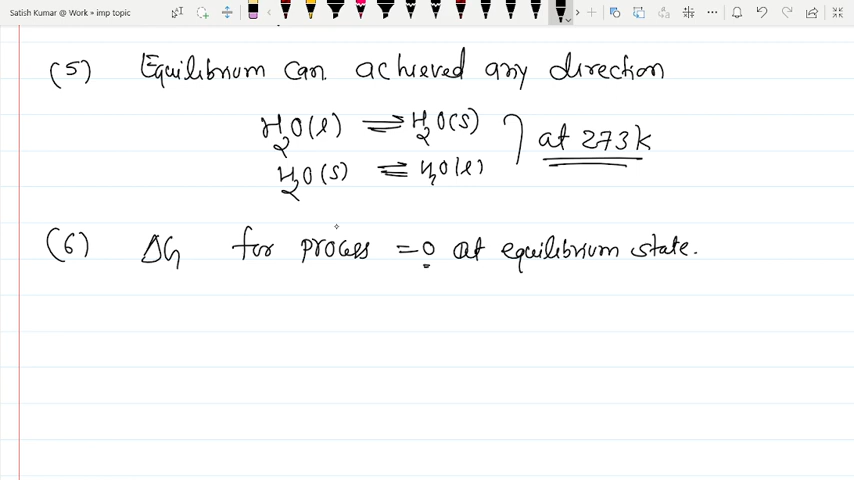 Satish Kumar @ Work » imp topic
(5) Equilibrium can achieved any direction
H2O(l) ⇌ H2O(s)
H2O(s) ⇌ H2O(l)
at 273k
(6) ΔG for process = 0 at equilibrium state.